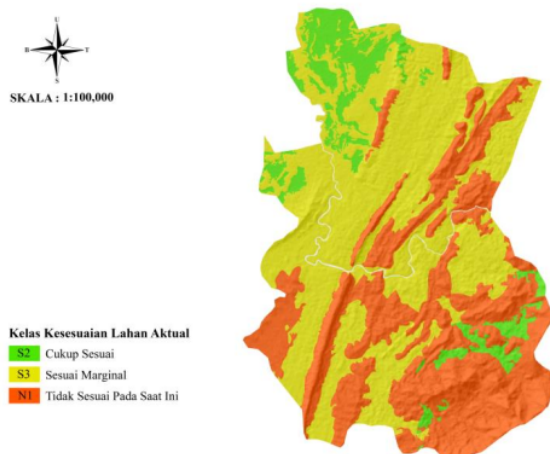 U
B T
S
SKALA : 1:100,000
Kelas Kesesuaian Lahan Aktual
S2 Cukup Sesuai
S3 Sesuai Marginal
N1 Tidak Sesuai Pada Saat Ini